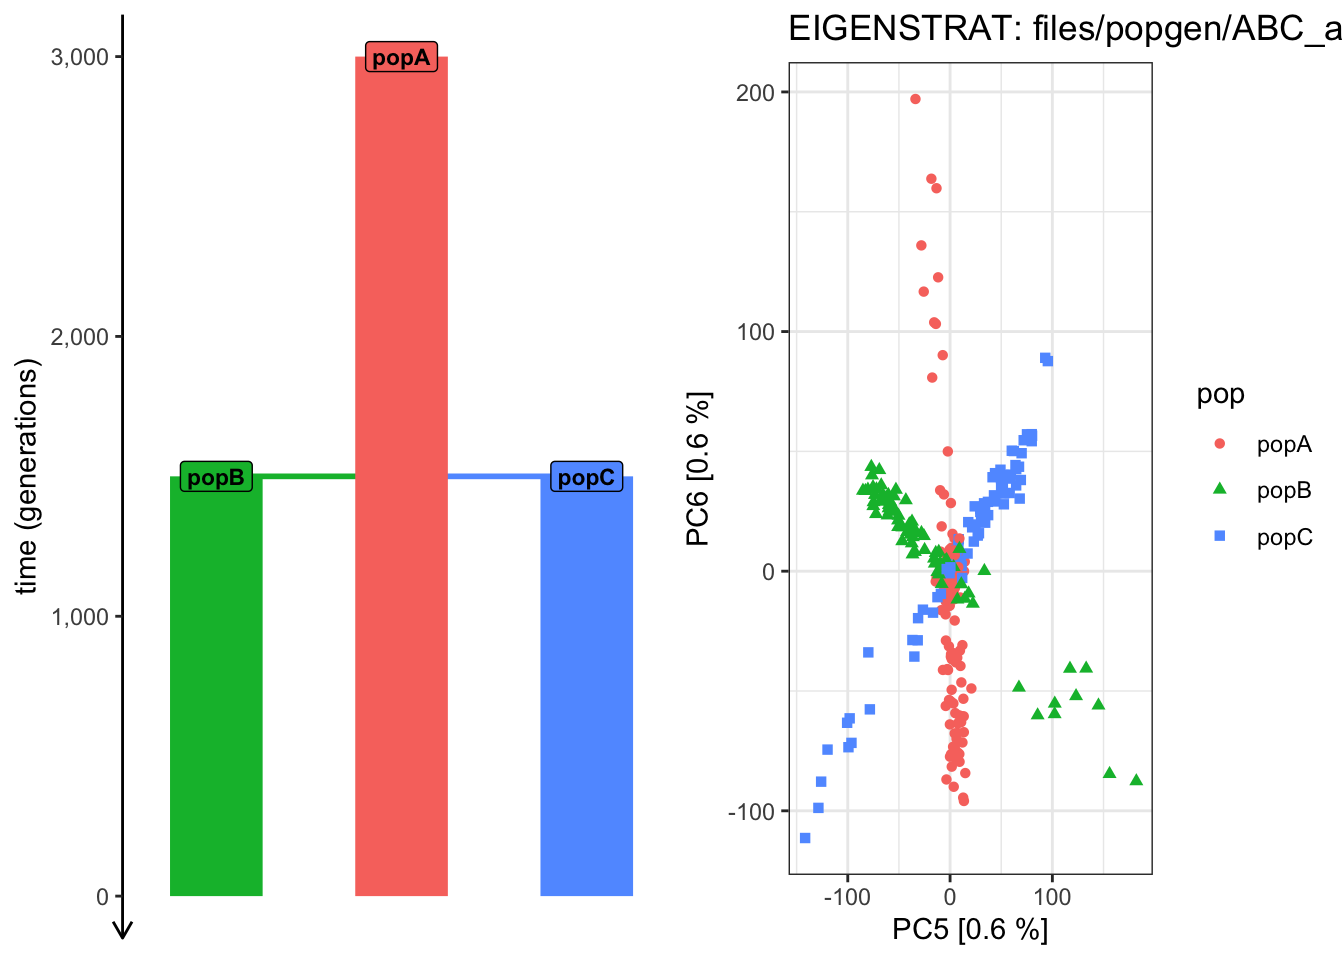 3,000
2,000
1,000
0
time (generations)
popA
popB
popC
EIGENSTRAT: files/popgen/ABC_a
200
100
0
-100
PC6 [0.6 %]
-100
0
100
PC5 [0.6 %]
pop
popA
popB
popC